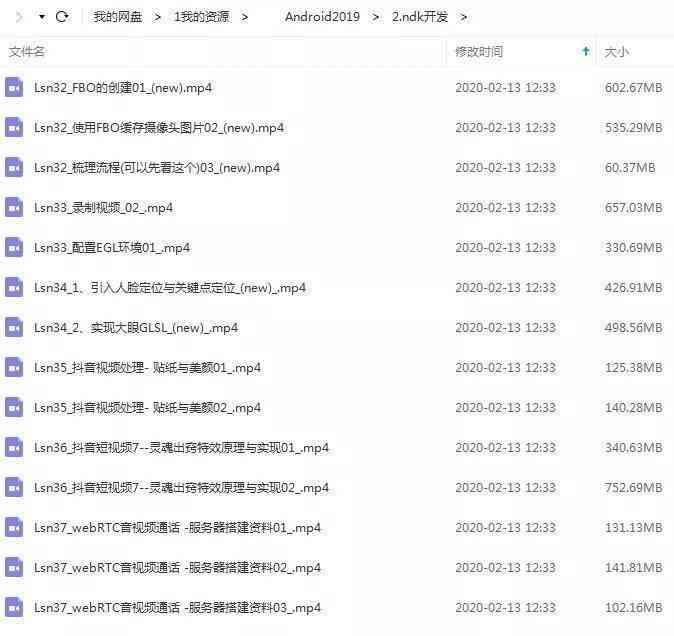 我的网盘 > 1我的资源 > Android2019 > 2.ndk开发 >
文件名 修改时间 大小
Lsn32_FBO的创建01_(new).mp4 2020-02-13 12:33 602.67MB
Lsn32_使用FBO缓存摄像头图片02_(new).mp4 2020-02-13 12:33 535.29MB
Lsn32_梳理流程(可以先看这个)03_(new).mp4 2020-02-13 12:33 60.37MB
Lsn33_录制视频_02_.mp4 2020-02-13 12:33 657.03MB
Lsn33_配置EGL环境01_.mp4 2020-02-13 12:33 330.69MB
Lsn34_1、引入人脸定位与关键点定位_(new)_.mp4 2020-02-13 12:33 426.91MB
Lsn34_2、实现大眼GLSL_(new)_.mp4 2020-02-13 12:33 498.56MB
Lsn35_抖音视频处理- 贴纸与美颜01_.mp4 2020-02-13 12:33 125.38MB
Lsn35_抖音视频处理- 贴纸与美颜02_.mp4 2020-02-13 12:33 140.28MB
Lsn36_抖音短视频7--灵魂出窍特效原理与实现01_.mp4 2020-02-13 12:33 340.63MB
Lsn36_抖音短视频7--灵魂出窍特效原理与实现02_.mp4 2020-02-13 12:33 752.69MB
Lsn37_webRTC音视频通话 -服务器搭建资料01_.mp4 2020-02-13 12:33 131.13MB
Lsn37_webRTC音视频通话 -服务器搭建资料02_.mp4 2020-02-13 12:33 141.81MB
Lsn37_webRTC音视频通话 -服务器搭建资料03_.mp4 2020-02-13 12:33 102.16MB